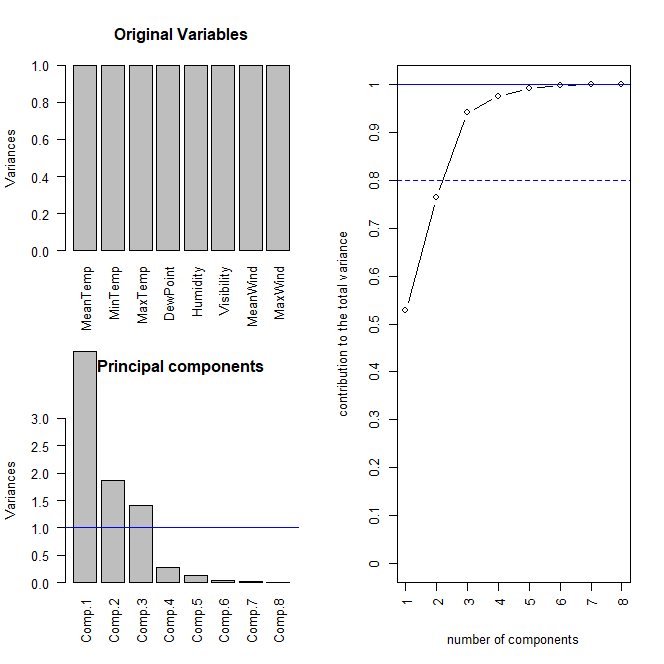 Original Variables
Variances
1.0
0.8
0.6
0.4
0.2
0.0
MeanTemp
MinTemp
MaxTemp
DewPoint
Humidity
Visibility
MeanWind
MaxWind
Principal components
Variances
3.0
2.5
2.0
1.5
1.0
0.5
0.0
Comp.1
Comp.2
Comp.3
Comp.4
Comp.5
Comp.6
Comp.7
Comp.8
contribution to the total variance
1
0.9
0.8
0.7
0.6
0.5
0.4
0.3
0.2
0.1
0
1
2
3
4
5
6
7
8
number of components